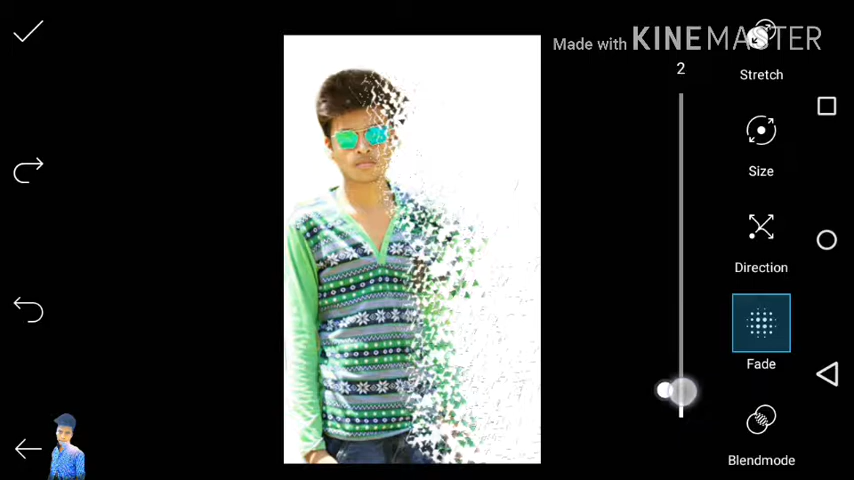 Made with KINEMASTER
2
Stretch
Size
Direction
Fade
Blendmode